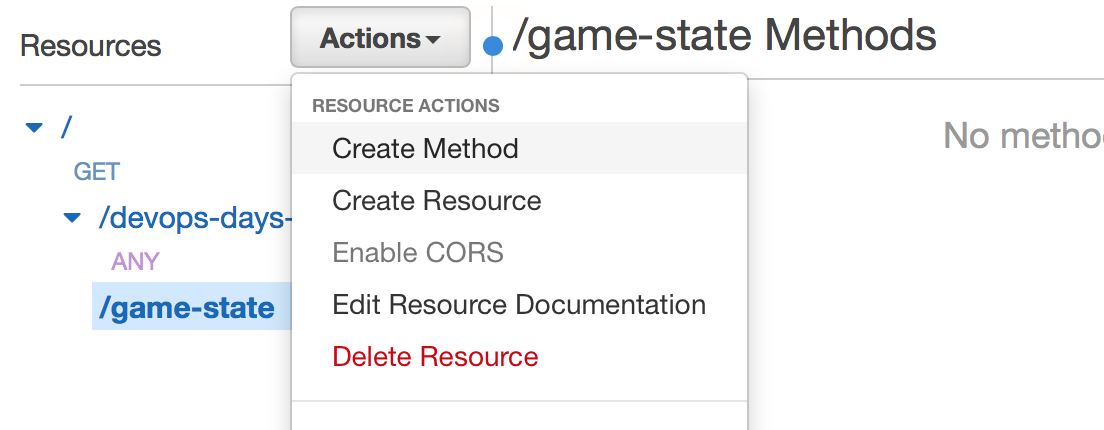 Resources
Actions
/game-state Methods
RESOURCE ACTIONS
Create Method
Create Resource
Enable CORS
Edit Resource Documentation
Delete Resource
/
GET
/devops-days-
ANY
/game-state
No